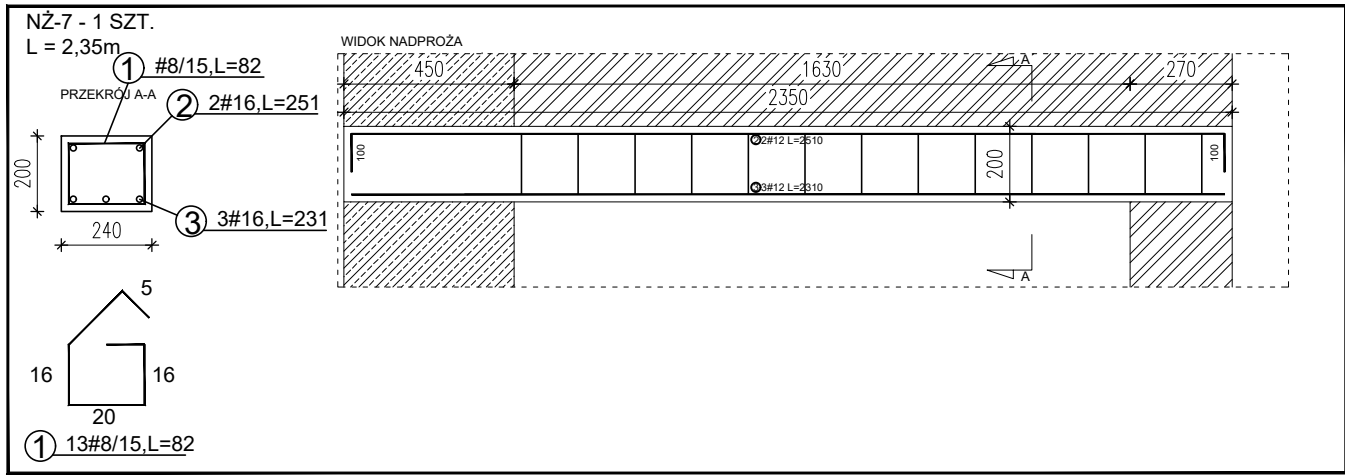 NŻ-7 - 1 SZT.
L = 2,35m
1 #8/15,L=82
PRZEKRÓJ A-A
2 2#16,L=251
200
240
3 3#16,L=231
5
16
16
20
1 13#8/15,L=82
WIDOK NADPROŻA
450
1630
270
2350
A
100
2#12 L=2510
3#12 L=2310
200
100
A